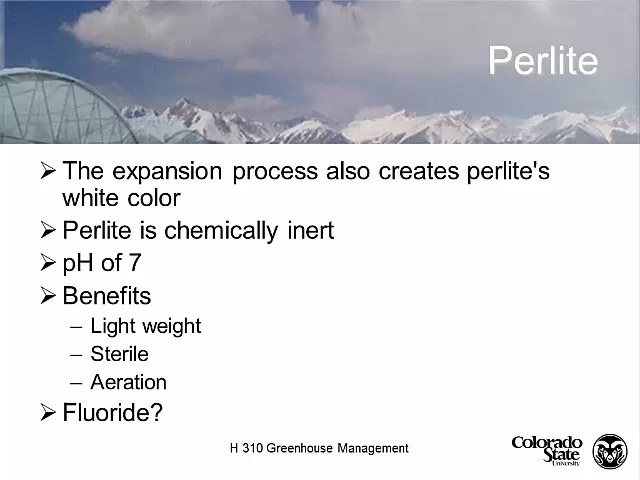 Perlite
➢ The expansion process also creates perlite's
white color
➢ Perlite is chemically inert
➢ pH of 7
➢ Benefits
– Light weight
– Sterile
– Aeration
➢ Fluoride?
H 310 Greenhouse Management
Colorado
State
University